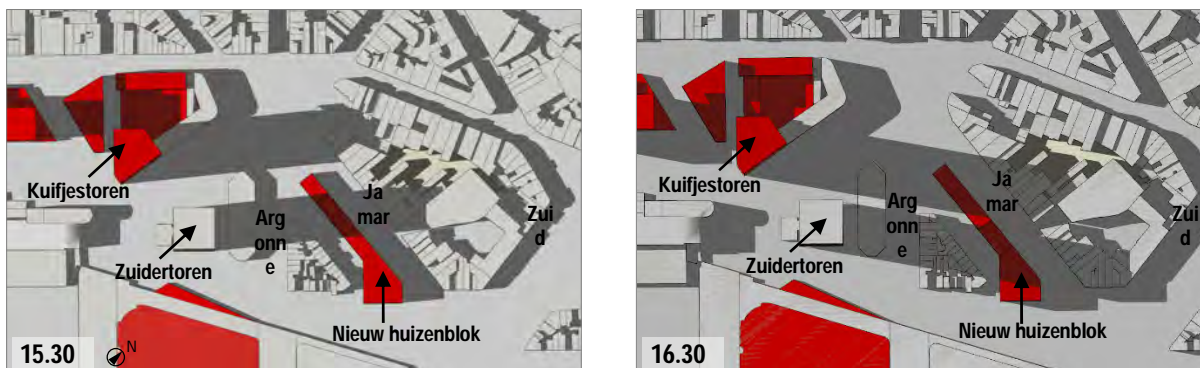 Kuifjestoren
Ja
mar
Arg
onn
e
Zui
d
Zuidertoren
Nieuw huizenblok
15.30
N
Kuifjestoren
Ja
mar
Arg
onn
e
Zui
d
Zuidertoren
Nieuw huizenblok
16.30